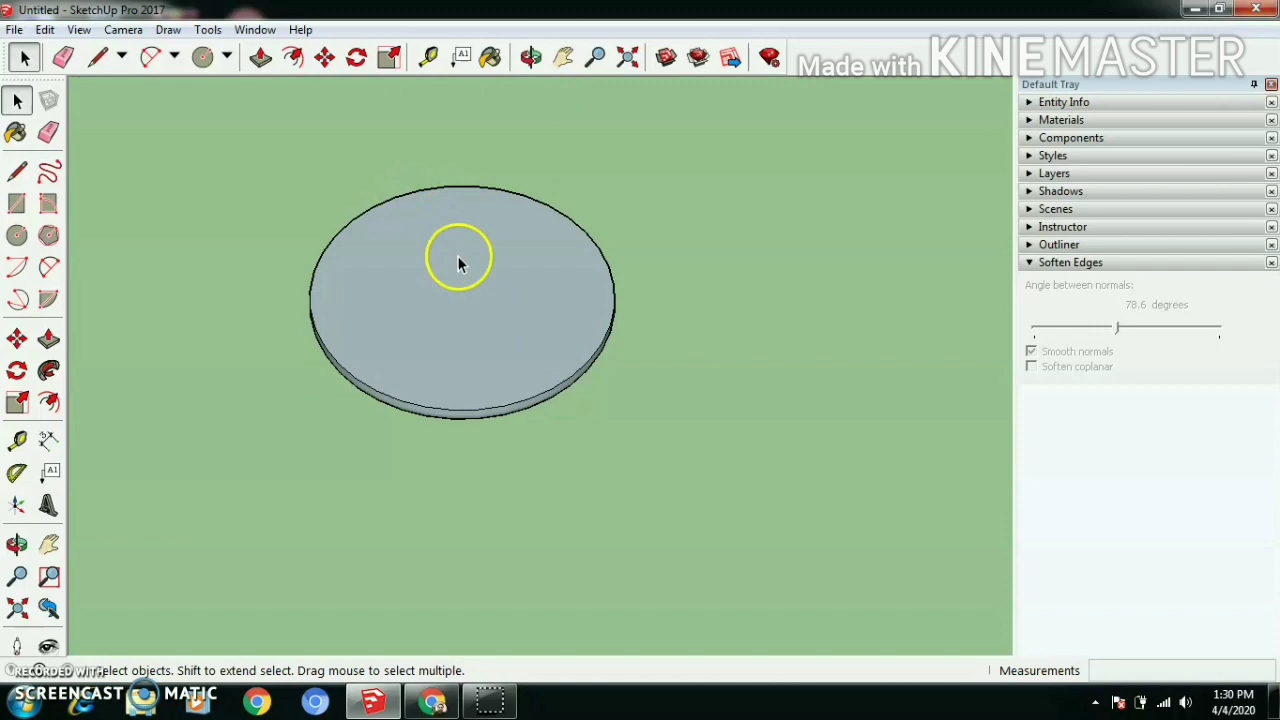 Untitled - SketchUp Pro 2017
File Edit View Camera Draw Tools Window Help
Made with KINEMASTER
A1
Default Tray
Entity Info
Materials
Components
Styles
Layers
Shadows
Scenes
Instructor
Outliner
Soften Edges
Angle between normals:
78.6 degrees
Smooth normals
Soften coplanar
A1
Select objects. Shift to extend select. Drag mouse to select multiple.
Measurements
RECORDED WITH
SCREENCAST MATIC
1:30 PM
4/4/2020